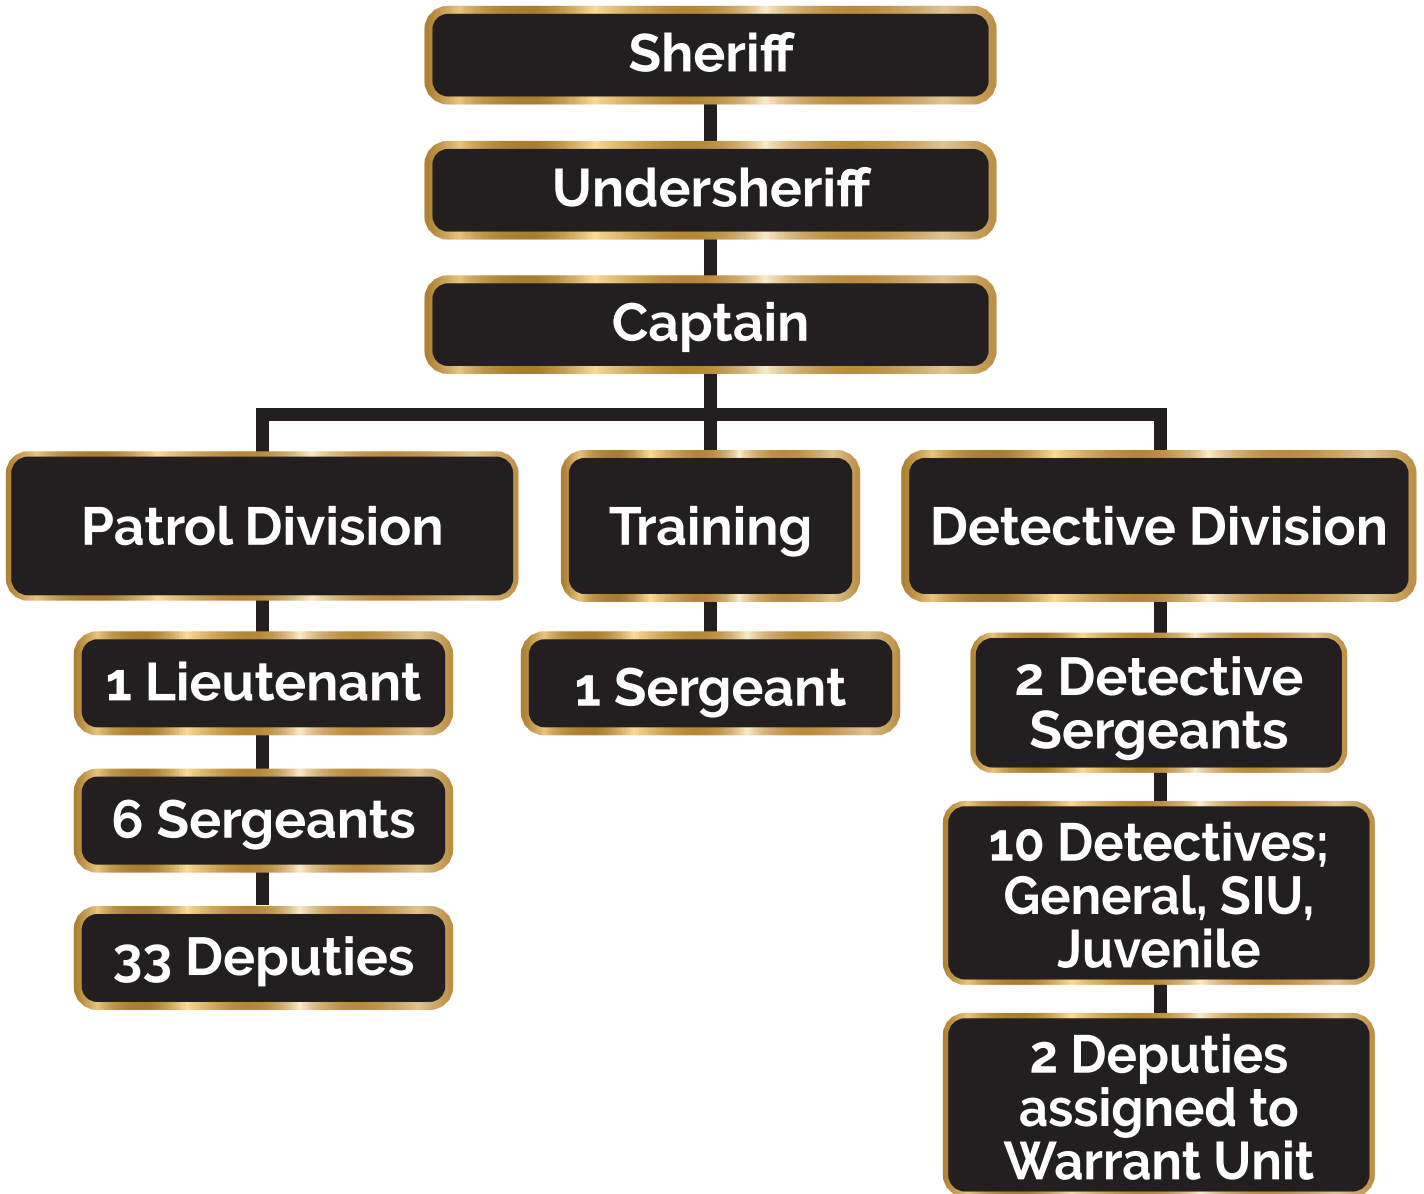 Sheriff
Undersheriff
Captain
Patrol Division
Training
Detective Division
1 Lieutenant
6 Sergeants
33 Deputies
1 Sergeant
2 Detective
Sergeants
10 Detectives;
General, SIU,
Juvenile
2 Deputies
assigned to
Warrant Unit